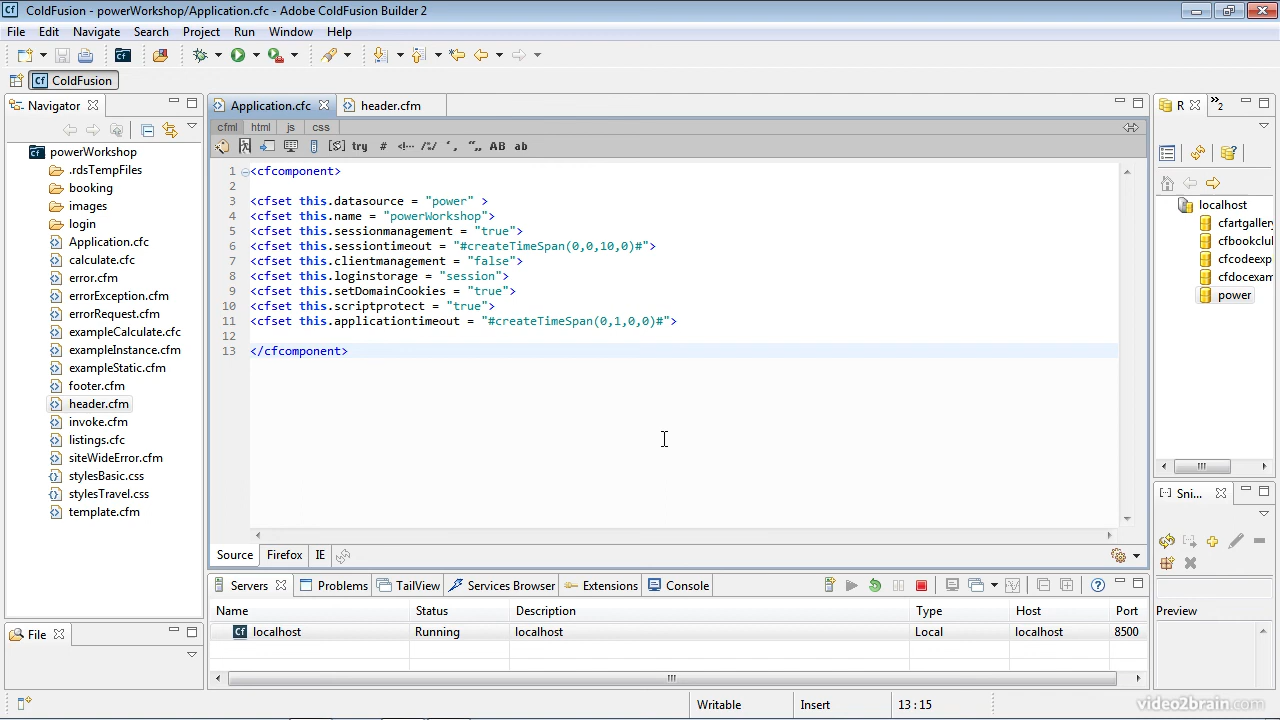 ColdFusion - powerWorkshop/Application.cfc - Adobe ColdFusion Builder 2
File Edit Navigate Search Project Run Window Help
ColdFusion
Navigator
powerWorkshop
.rdsTempFiles
booking
images
login
Application.cfc
calculate.cfc
error.cfm
errorException.cfm
errorRequest.cfm
exampleCalculate.cfc
exampleInstance.cfm
exampleStatic.cfm
footer.cfm
header.cfm
invoke.cfm
listings.cfc
siteWideError.cfm
stylesBasic.css
stylesTravel.css
template.cfm
File
Application.cfc header.cfm
cfml html js css
try # AB ab
1 <cfcomponent>
2
3 <cfset this.datasource = "power" >
4 <cfset this.name = "powerWorkshop">
5 <cfset this.sessionmanagement = "true">
6 <cfset this.sessiontimeout = "#createTimeSpan(0,0,10,0)#">
7 <cfset this.clientmanagement = "false">
8 <cfset this.loginstorage = "session">
9 <cfset this.setDomainCookies = "true">
10 <cfset this.scriptprotect = "true">
11 <cfset this.applicationtimeout = "#createTimeSpan(0,1,0,0)#">
12
13 </cfcomponent>
Source Firefox IE
Servers Problems TailView Services Browser Extensions Console
Name Status Description Type Host Port
localhost Running localhost Local localhost 8500
R 2
localhost
cfartgallery
cfbookclu
cfcodeexp
cfdocexam
power
Sni...
Preview
Writable Insert 13:15
video2brain.com